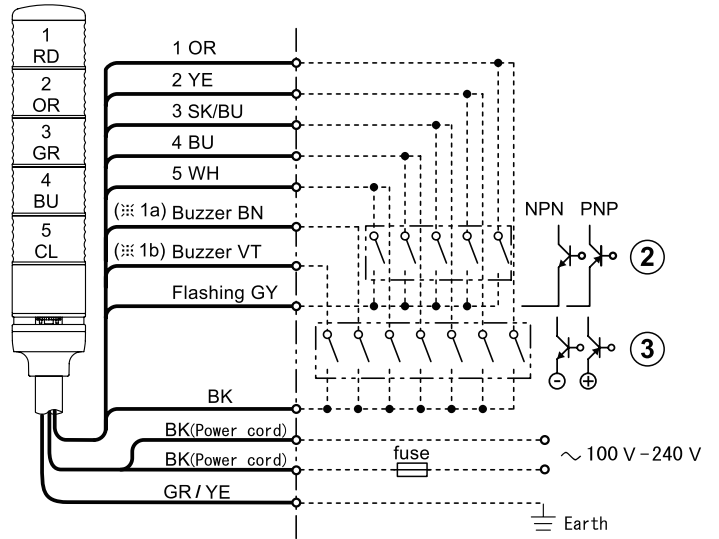 1
RD
2
OR
3
GR
4
BU
5
CL
1 OR
2 YE
3 SK/BU
4 BU
5 WH
(※ 1a) Buzzer BN
(※ 1b) Buzzer VT
Flashing GY
BK
BK(Power cord)
BK(Power cord)
GR / YE
NPN PNP
②
③
⊖ ⊕
fuse
～ 100 V – 240 V
Earth